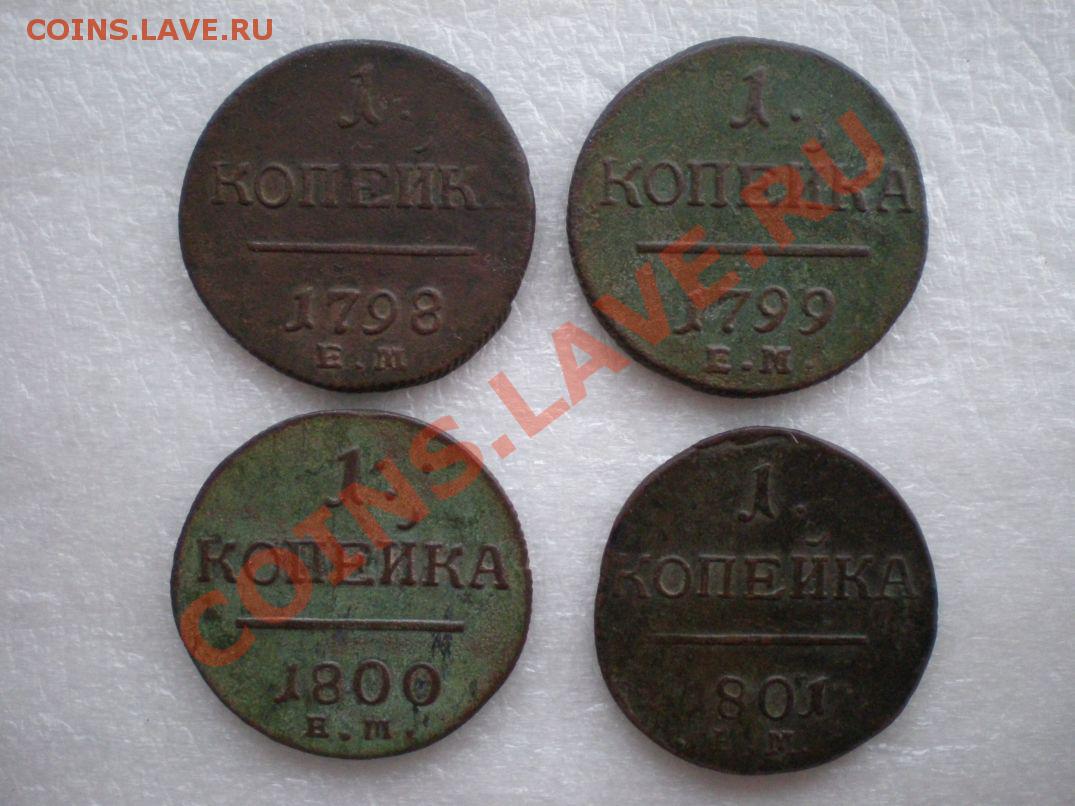 COINS.LAVE.RU
1.
КОПЕЙК
1798
Е.М
1.
КОПЕЙКА
1799
Е.М.
1.
КОПЕЙКА
1800
Е.М.
1.
КОПЕЙКА
1801
Е.М.
COINS.LAVE.RU